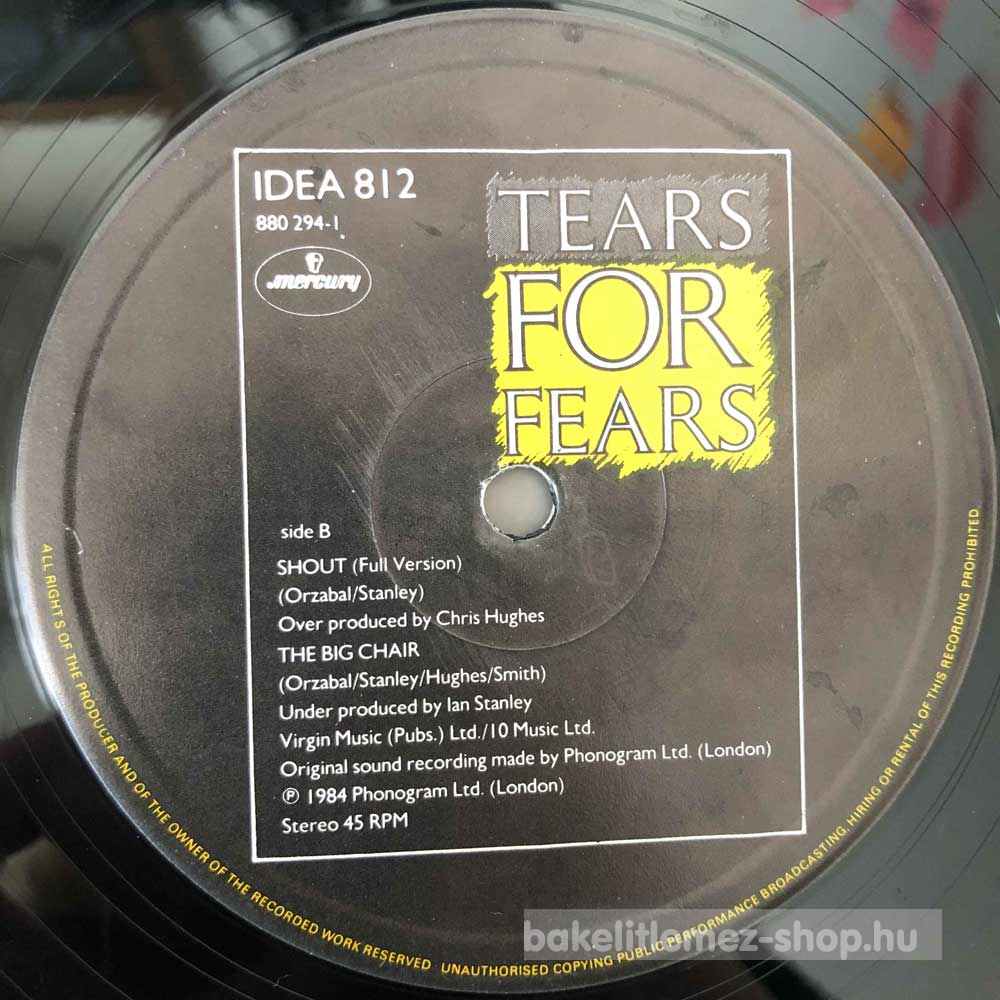 IDEA 812
880 294-1
mercury
TEARS
FOR
FEARS
side B
SHOUT (Full Version)
(Orzabal/Stanley)
Over produced by Chris Hughes
THE BIG CHAIR
(Orzabal/Stanley/Hughes/Smith)
Under produced by Ian Stanley
Virgin Music (Pubs.) Ltd./10 Music Ltd.
Original sound recording made by Phonogram Ltd. (London)
℗ 1984 Phonogram Ltd. (London)
Stereo 45 RPM
ALL RIGHTS OF THE PRODUCER AND OF THE OWNER OF THE RECORDED WORK RESERVED UNAUTHORISED COPYING PUBLIC PERFORMANCE BROADCASTING, HIRING OR RENTAL OF THIS RECORDING PROHIBITED.
bakelitlemez-shop.hu